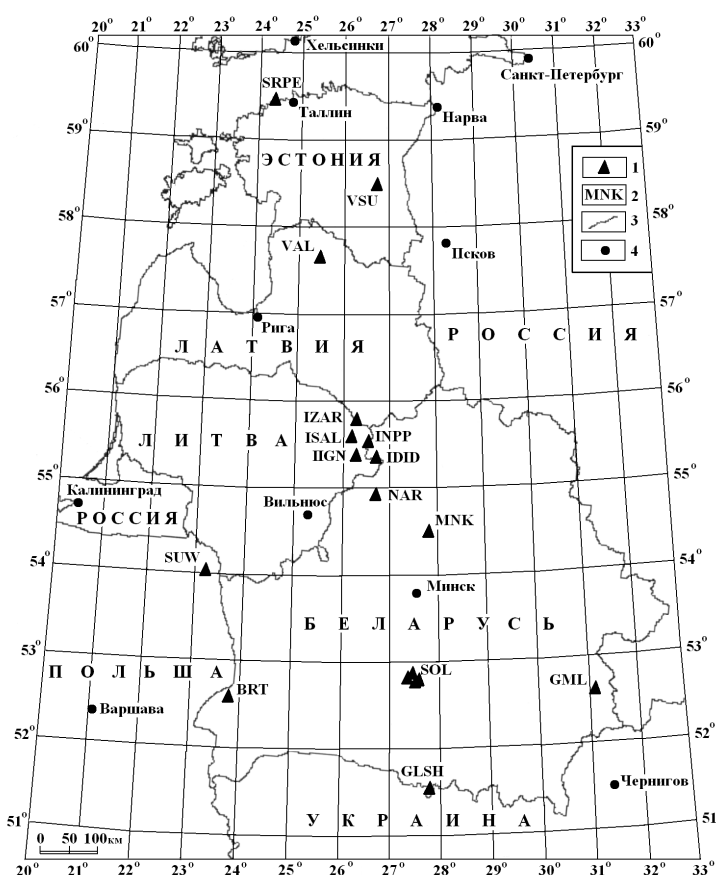 20° 21° 22° 23° 24° 25° 26° 27° 28° 29° 30° 31° 32° 33°
60° 60°
Хельсинки
Санкт-Петербург
SRPE
Таллин
Нарва
59° 59°
ЭСТОНИЯ
1
VSU
MNK 2
3
58° 58°
VAL
Псков
4
57° 57°
Рига
РОССИЯ
ЛАТВИЯ
56° 56°
IZAR
ЛИТВА
ISAL INPP
IIGN IDID
55° 55°
Калининград
Вильнюс
NAR
РОССИЯ
MNK
SUW
54° 54°
Минск
БЕЛАРУСЬ
53° 53°
ПОЛЬША
SOL
GML
BRT
Варшава
52° 52°
GLSH
Чернигов
УКРАИНА
51° 51°
0 50 100км
20° 21° 22° 23° 24° 25° 26° 27° 28° 29° 30° 31° 32° 33°